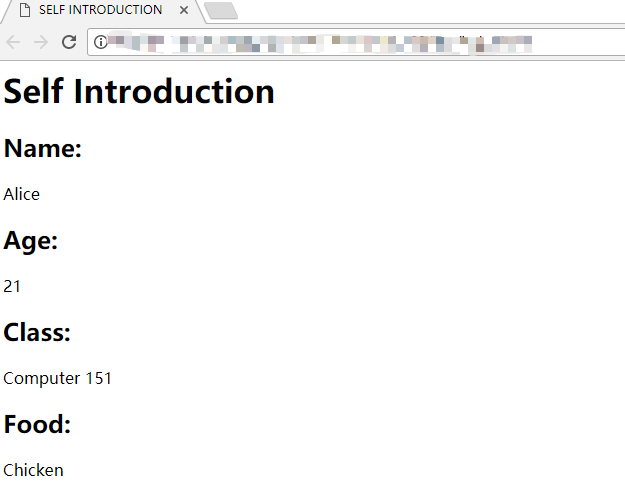 SELF INTRODUCTION
Self Introduction
Name:
Alice
Age:
21
Class:
Computer 151
Food:
Chicken